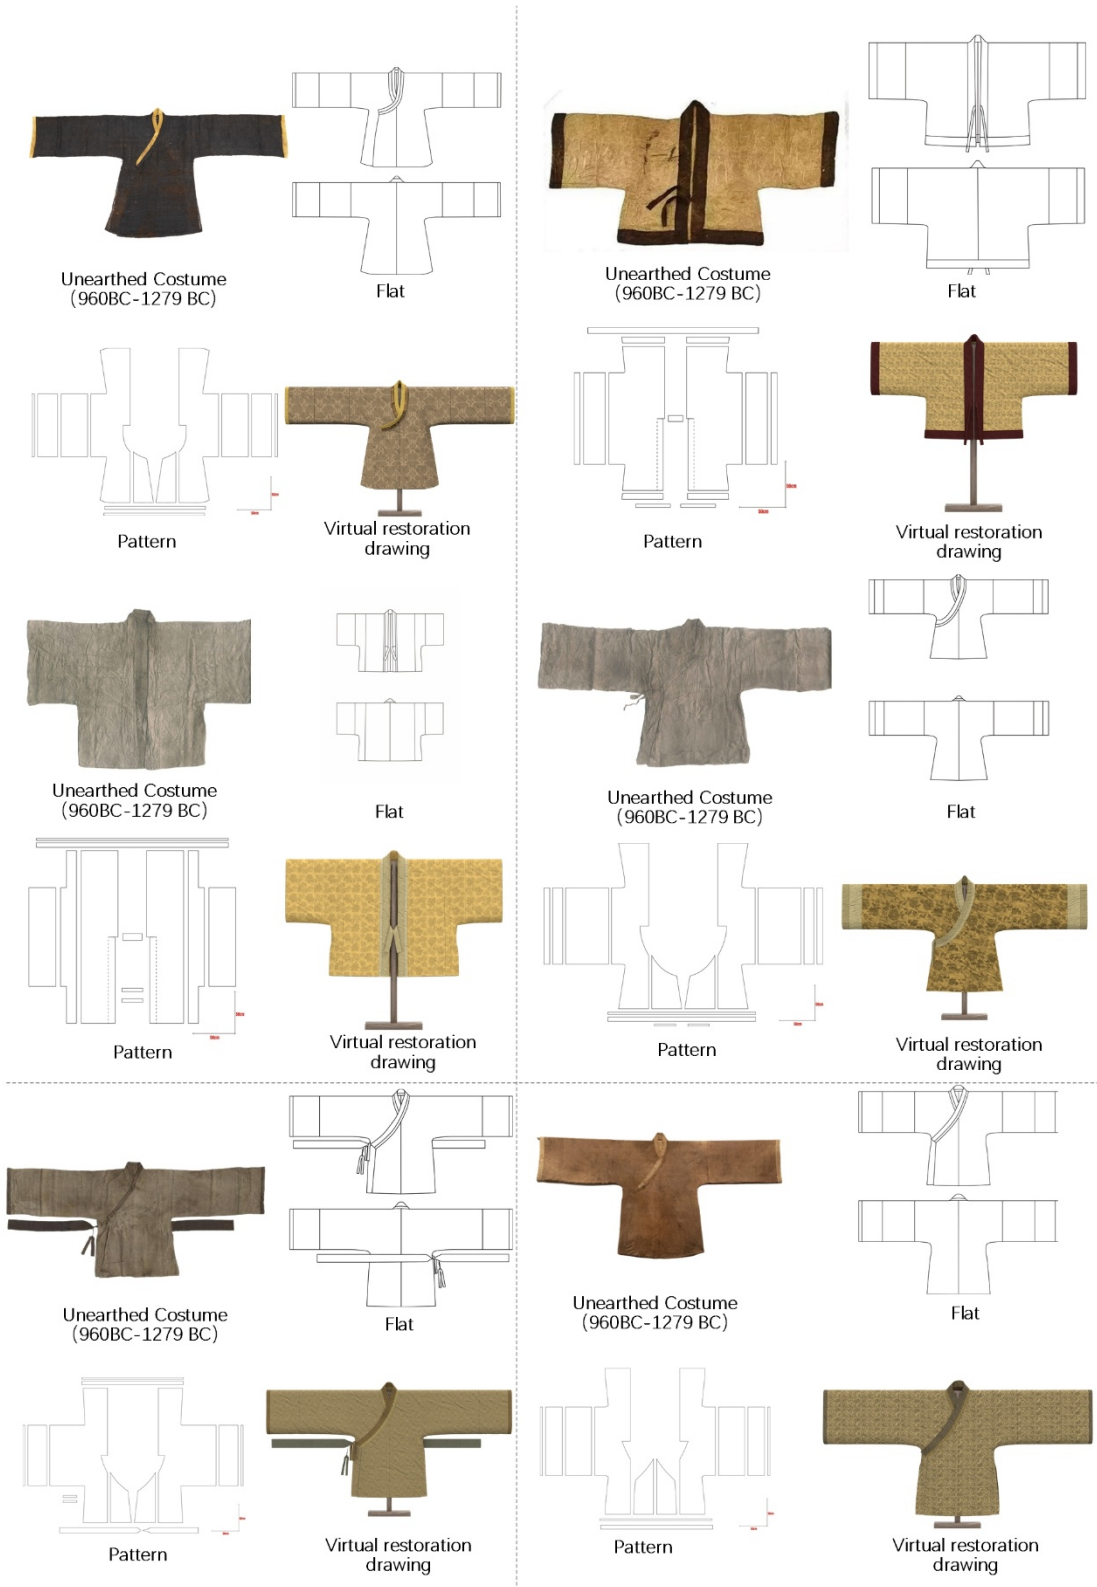 Unearthed Costume
(960BC-1279 BC)
Flat
Pattern
Virtual restoration
drawing
Unearthed Costume
(960BC-1279 BC)
Flat
Pattern
Virtual restoration
drawing
Unearthed Costume
(960BC-1279 BC)
Flat
Pattern
Virtual restoration
drawing
Unearthed Costume
(960BC-1279 BC)
Flat
Pattern
Virtual restoration
drawing
Unearthed Costume
(960BC-1279 BC)
Flat
Pattern
Virtual restoration
drawing
Unearthed Costume
(960BC-1279 BC)
Flat
Pattern
Virtual restoration
drawing